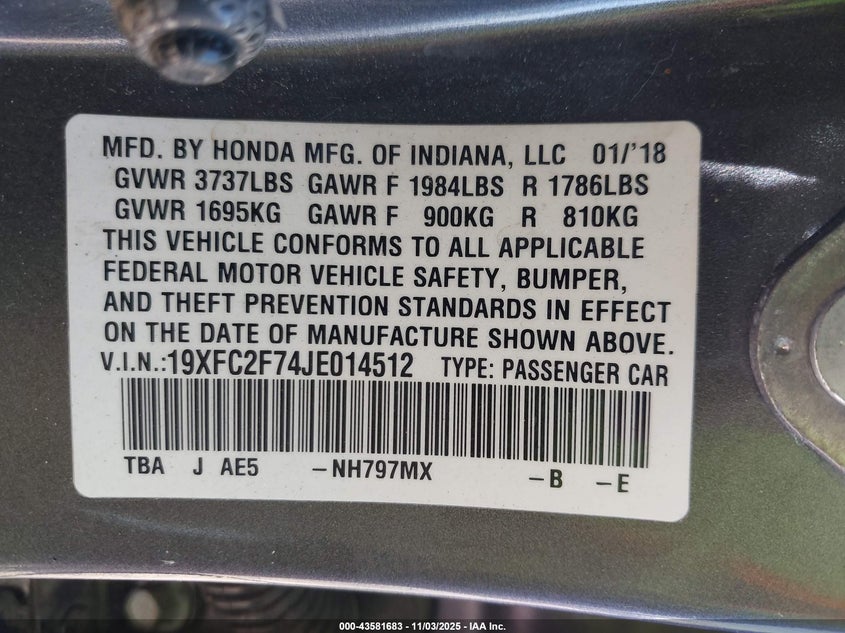 MFD. BY HONDA MFG. OF INDIANA, LLC 01/'18
GVWR 3737LBS GAWR F 1984LBS R 1786LBS
GVWR 1695KG GAWR F 900KG R 810KG
THIS VEHICLE CONFORMS TO ALL APPLICABLE
FEDERAL MOTOR VEHICLE SAFETY, BUMPER,
AND THEFT PREVENTION STANDARDS IN EFFECT
ON THE DATE OF MANUFACTURE SHOWN ABOVE.
V.I.N.:19XFC2F74JE014512 TYPE: PASSENGER CAR
TBA J AE5 –NH797MX –B –E
000-43581683 - 11/03/2025 - IAA Inc.